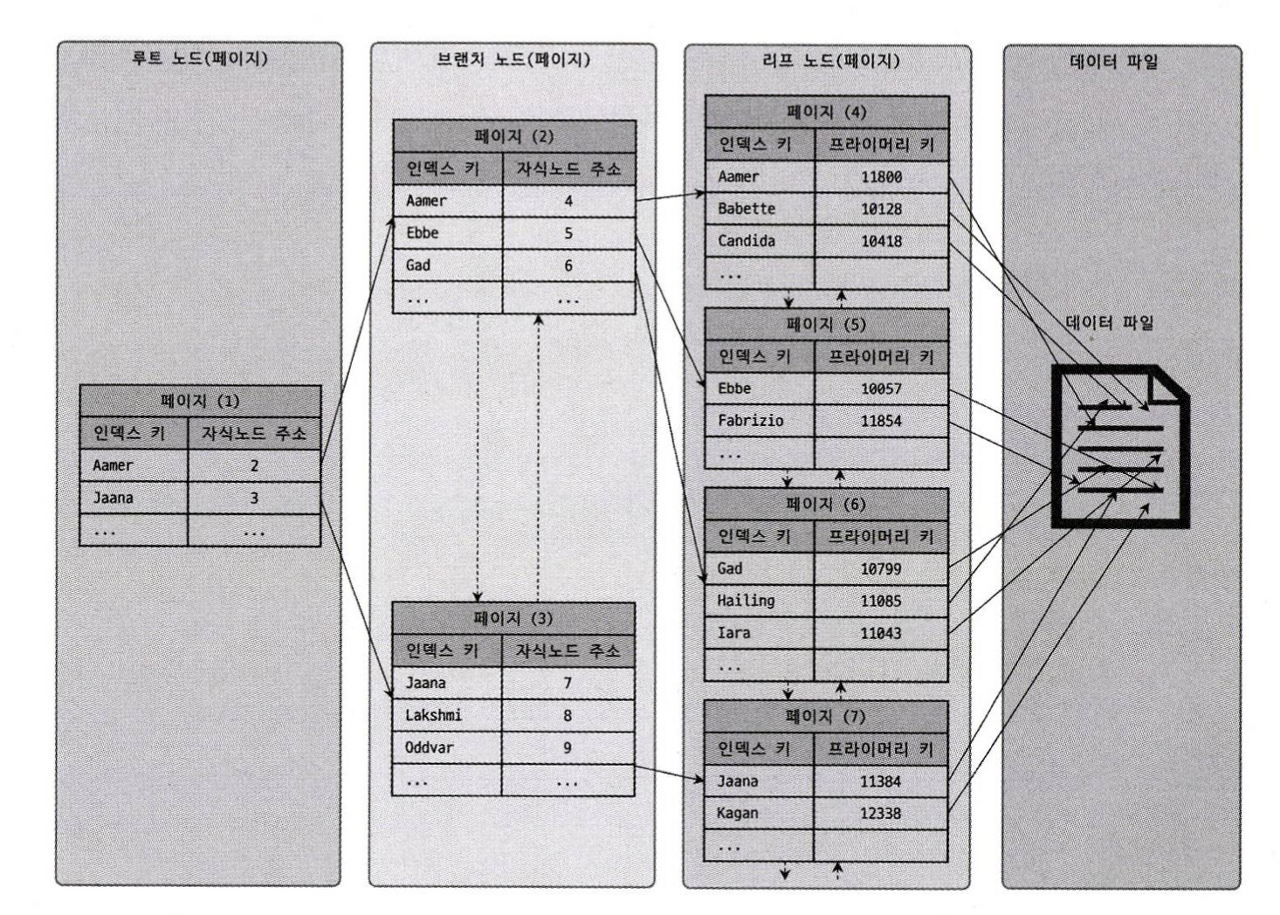 루트 노드(페이지)
페이지 (1)
인덱스 키 자식노드 주소
Aamer 2
Jaana 3
... ...
브랜치 노드(페이지)
페이지 (2)
인덱스 키 자식노드 주소
Aamer 4
Ebbe 5
Gad 6
... ...
페이지 (3)
인덱스 키 자식노드 주소
Jaana 7
Lakshmi 8
Oddvar 9
... ...
리프 노드(페이지)
페이지 (4)
인덱스 키 프라이머리 키
Aamer 11800
Babette 10128
Candida 10418
...
페이지 (5)
인덱스 키 프라이머리 키
Ebbe 10057
Fabrizio 11854
...
페이지 (6)
인덱스 키 프라이머리 키
Gad 10799
Hailing 11085
Iara 11043
...
페이지 (7)
인덱스 키 프라이머리 키
Jaana 11384
Kagan 12338
...
데이터 파일
데이터 파일